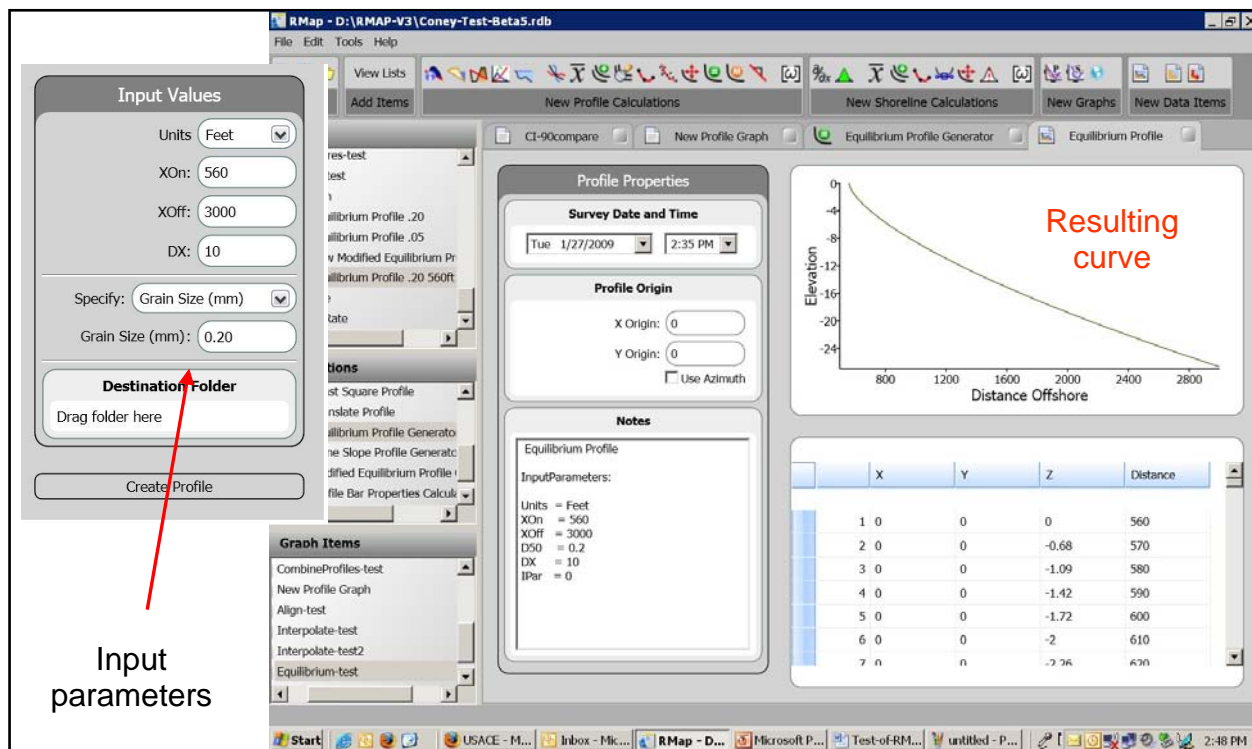 RMap - D:\RMAP-V3\Coney-Test-Beta5.rdb
File Edit Tools Help
View Lists
Add Items
New Profile Calculations
New Shoreline Calculations
New Graphs
New Data Items
Input Values
Units Feet
XOn: 560
XOff: 3000
DX: 10
Specify: Grain Size (mm)
Grain Size (mm): 0.20
Destination Folder
Drag folder here
Create Profile
Input
parameters
res-test
ilibrium Profile .20
ilibrium Profile .05
Modified Equilibrium Pr
ilibrium Profile .20 560ft
Rate
tions
st Square Profile
nslate Profile
ilibrium Profile Generato
ne Slope Profile Generatc
dified Equilibrium Profile
file Bar Properties Calcul
Graph Items
CombineProfiles-test
New Profile Graph
Align-test
Interpolate-test
Interpolate-test2
Equilibrium-test
CI-90compare
New Profile Graph
Equilibrium Profile Generator
Equilibrium Profile
Profile Properties
Survey Date and Time
Tue 1/27/2009 2:35 PM
Profile Origin
X Origin: 0
Y Origin: 0
Use Azimuth
Notes
Equilibrium Profile
InputParameters:
Units = Feet
XOn = 560
XOff = 3000
D50 = 0.2
DX = 10
IPar = 0
Resulting
curve
Elevation
0
-4
-8
-12
-16
-20
-24
800 1200 1600 2000 2400 2800
Distance Offshore
X Y Z Distance
1 0 0 0 560
2 0 0 -0.68 570
3 0 0 -1.09 580
4 0 0 -1.42 590
5 0 0 -1.72 600
6 0 0 -2 610
7 0 0 -2.26 620
Start USACE - M... Inbox - Mic... RMap - D... Microsoft P... Test-of-RM... untitled - P... 2:48 PM